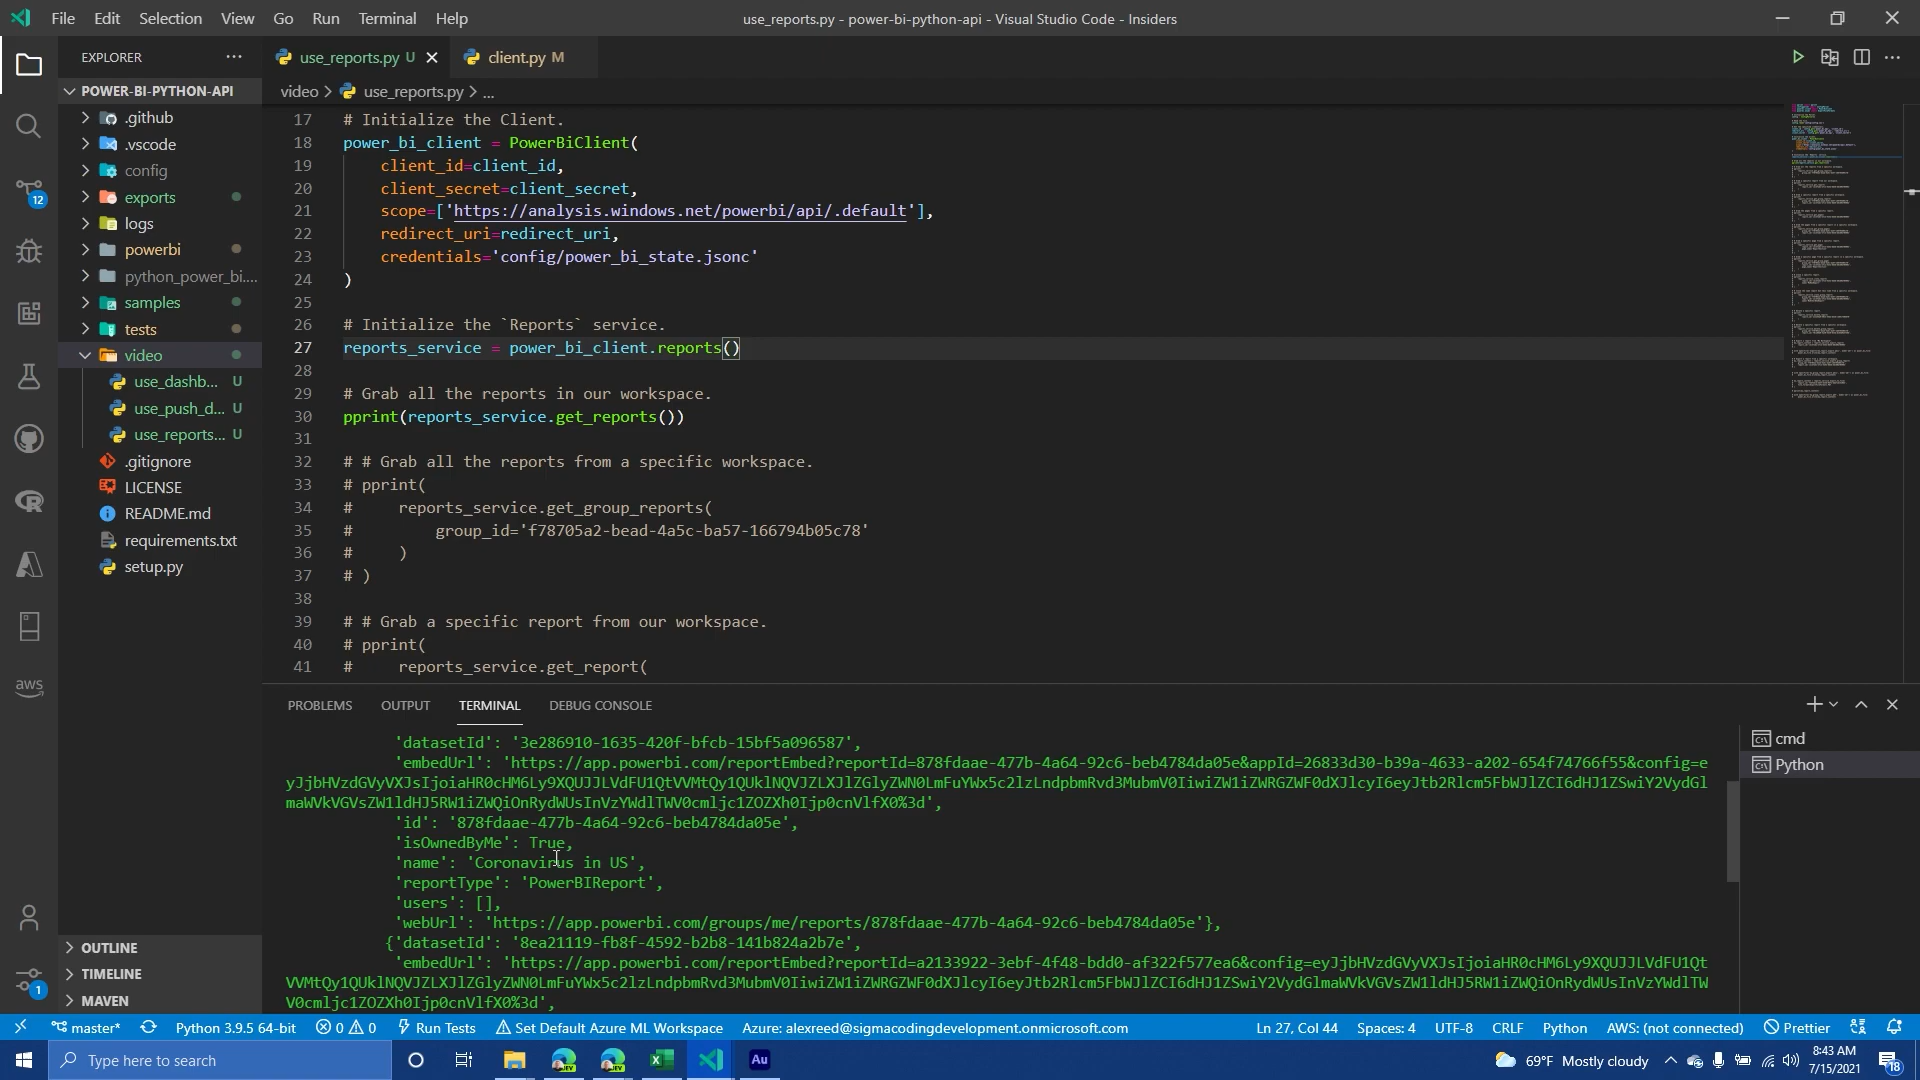 File Edit Selection View Go Run Terminal Help
use_reports.py - power-bi-python-api - Visual Studio Code - Insiders
EXPLORER
use_reports.py U
client.py M
POWER-BI-PYTHON-API
.github
.vscode
config
exports
logs
powerbi
python_power_bi....
samples
tests
video
use_dashb... U
use_push_d... U
use_reports... U
.gitignore
LICENSE
README.md
requirements.txt
setup.py
OUTLINE
TIMELINE
MAVEN
12
aws
1
video > use_reports.py > ...
17 # Initialize the Client.
18 power_bi_client = PowerBiClient(
19 client_id=client_id,
20 client_secret=client_secret,
21 scope=['https://analysis.windows.net/powerbi/api/.default'],
22 redirect_uri=redirect_uri,
23 credentials='config/power_bi_state.jsonc'
24 )
25
26 # Initialize the `Reports` service.
27 reports_service = power_bi_client.reports()
28
29 # Grab all the reports in our workspace.
30 pprint(reports_service.get_reports())
31
32 # # Grab all the reports from a specific workspace.
33 # pprint(
34 # reports_service.get_group_reports(
35 # group_id='f78705a2-bead-4a5c-ba57-166794b05c78'
36 # )
37 # )
38
39 # # Grab a specific report from our workspace.
40 # pprint(
41 # reports_service.get_report(
PROBLEMS OUTPUT TERMINAL DEBUG CONSOLE
cmd
Python
'datasetId': '3e286910-1635-420f-bfcb-15bf5a096587',
'embedUrl': 'https://app.powerbi.com/reportEmbed?reportId=878fdaae-477b-4a64-92c6-beb4784da05e&appId=26833d30-b39a-4633-a202-654f74766f55&config=e
'id': '878fdaae-477b-4a64-92c6-beb4784da05e',
'isOwnedByMe': True,
'name': 'Coronavirus in US',
'reportType': 'PowerBIReport',
'users': [],
'webUrl': 'https://app.powerbi.com/groups/me/reports/878fdaae-477b-4a64-92c6-beb4784da05e'},
{'datasetId': '8ea21119-fb8f-4592-b2b8-141b824a2b7e',
V0cmljc1ZOZXh0Ijp0cnVlfX0%3d',
master* Python 3.9.5 64-bit 0 0 Run Tests Set Default Azure ML Workspace Azure: alexreed@sigmacodingdevelopment.onmicrosoft.com Ln 27, Col 44 Spaces: 4 UTF-8 CRLF Python AWS: (not connected) Prettier
Type here to search
Au
69°F Mostly cloudy
8:43 AM
7/15/2021
18